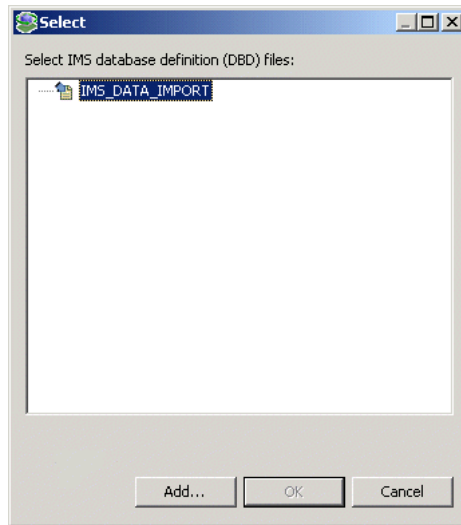 Select
Select IMS database definition (DBD) files:
IMS_DATA_IMPORT
Add... OK Cancel